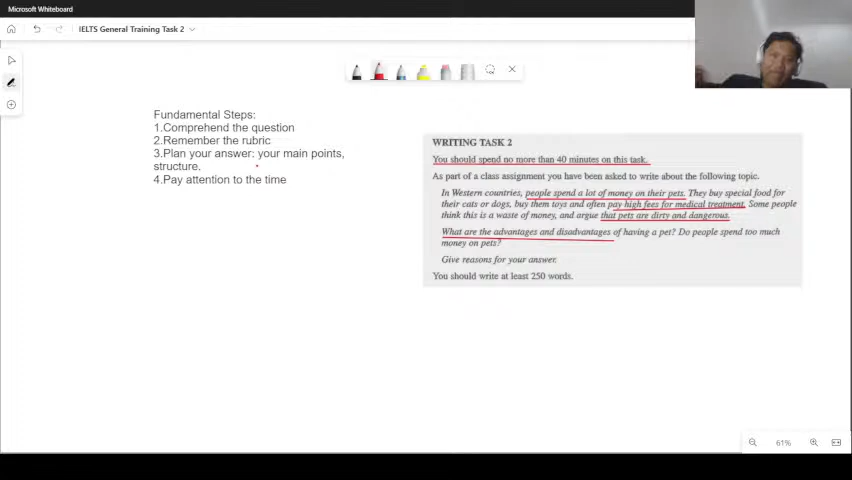 Microsoft Whiteboard
IELTS General Training Task 2
Fundamental Steps:
1.Comprehend the question
2.Remember the rubric
3.Plan your answer: your main points,
structure.
4.Pay attention to the time
WRITING TASK 2
You should spend no more than 40 minutes on this task.
As part of a class assignment you have been asked to write about the following topic.
In Western countries, people spend a lot of money on their pets. They buy special food for
their cats or dogs, buy them toys and often pay high fees for medical treatment. Some people
think this is a waste of money, and argue that pets are dirty and dangerous.
What are the advantages and disadvantages of having a pet? Do people spend too much
money on pets?
Give reasons for your answer.
You should write at least 250 words.
61%